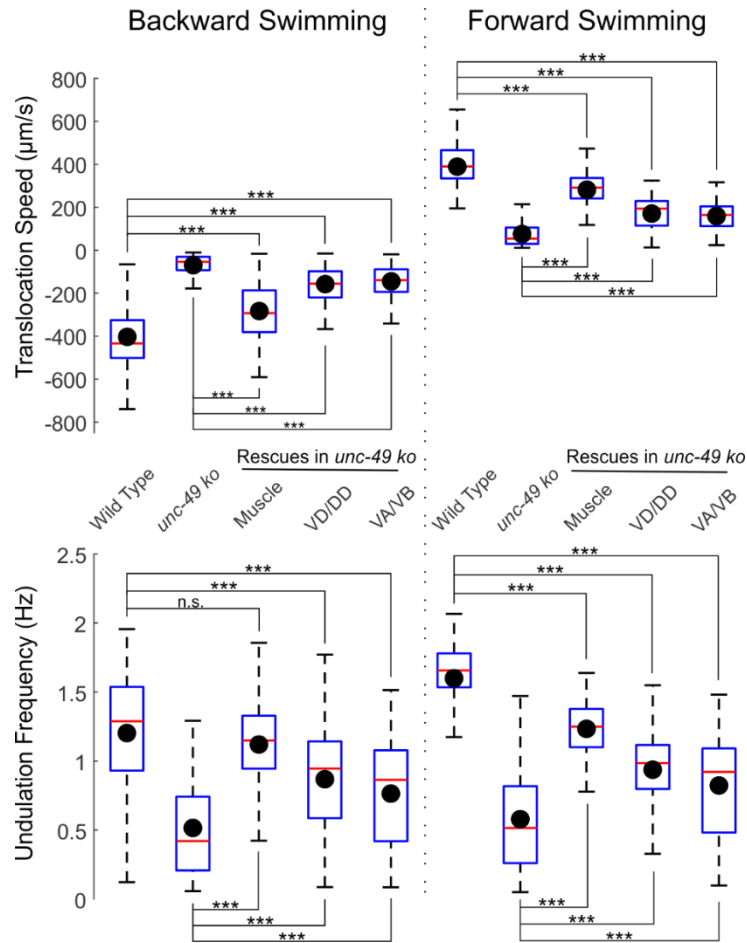 Backward Swimming
Forward Swimming
Translocation Speed (μm/s)
800
600
400
200
0
-200
-400
-600
-800
***
***
***
***
***
***
***
***
***
***
***
***
Rescues in unc-49 ko
Rescues in unc-49 ko
Wild Type
unc-49 ko
Muscle
VD/DD
VA/VB
Wild Type
unc-49 ko
Muscle
VD/DD
VA/VB
Undulation Frequency (Hz)
2.5
2
1.5
1
0.5
0
***
***
n.s.
***
***
***
***
***
***
***
***
***